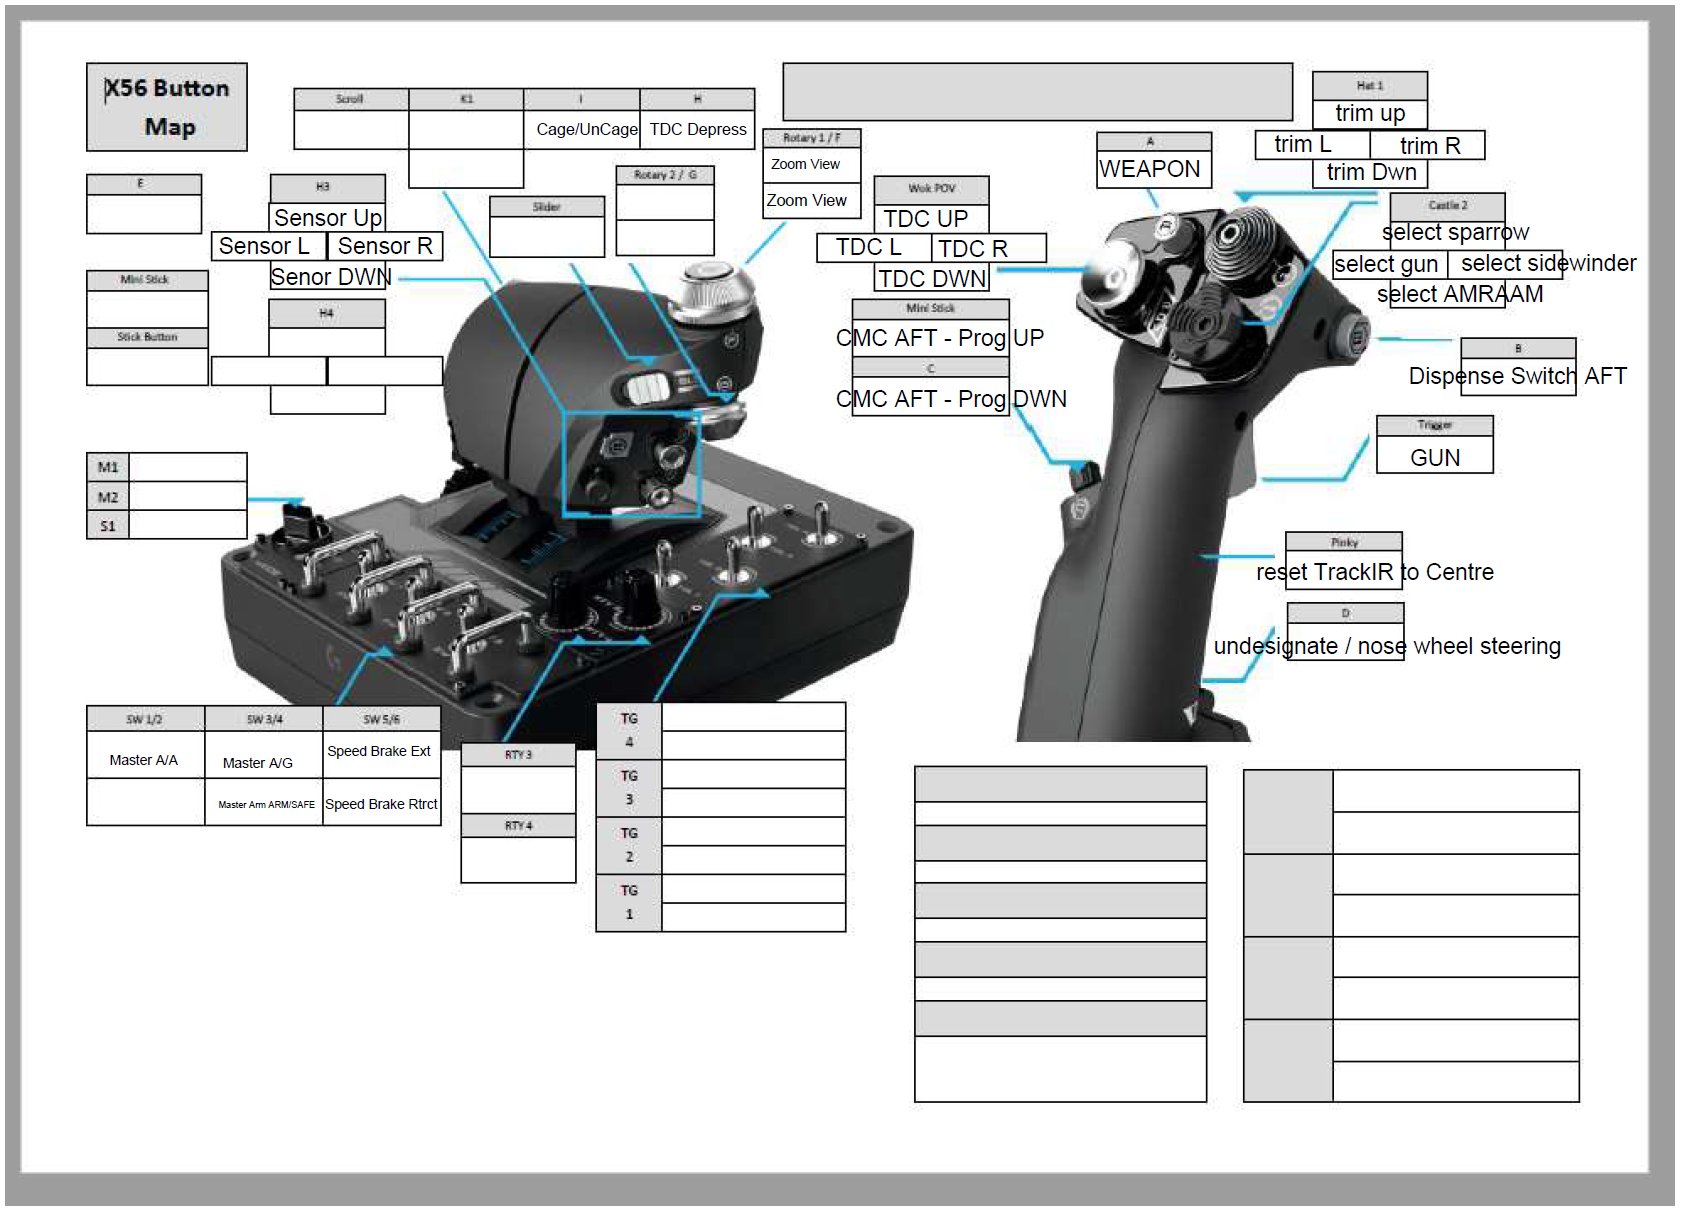 X56 Button
Map
Scroll
K1
I
H
Cage/UnCage
TDC Depress
Rotary 1 / F
Zoom View
Zoom View
Hat 1
trim up
trim L
trim R
trim Dwn
A
WEAPON
E
H3
Sensor Up
Sensor L
Sensor R
Senor DWN
Slider
Rotary 2 / G
Wok POV
TDC UP
TDC L
TDC R
TDC DWN
Castle 2
select sparrow
select gun
select sidewinder
select AMRAAM
Mini Stick
Stick Button
H4
Mini Stick
CMC AFT - Prog UP
C
CMC AFT - Prog DWN
B
Dispense Switch AFT
Trigger
GUN
M1
M2
S1
Pinky
reset TrackIR to Centre
D
undesignate / nose wheel steering
SW 1/2
SW 3/4
SW 5/6
Master A/A
Master A/G
Speed Brake Ext
Master Arm ARM/SAFE
Speed Brake Rtrct
RTY 3
RTY 4
TG
4
TG
3
TG
2
TG
1